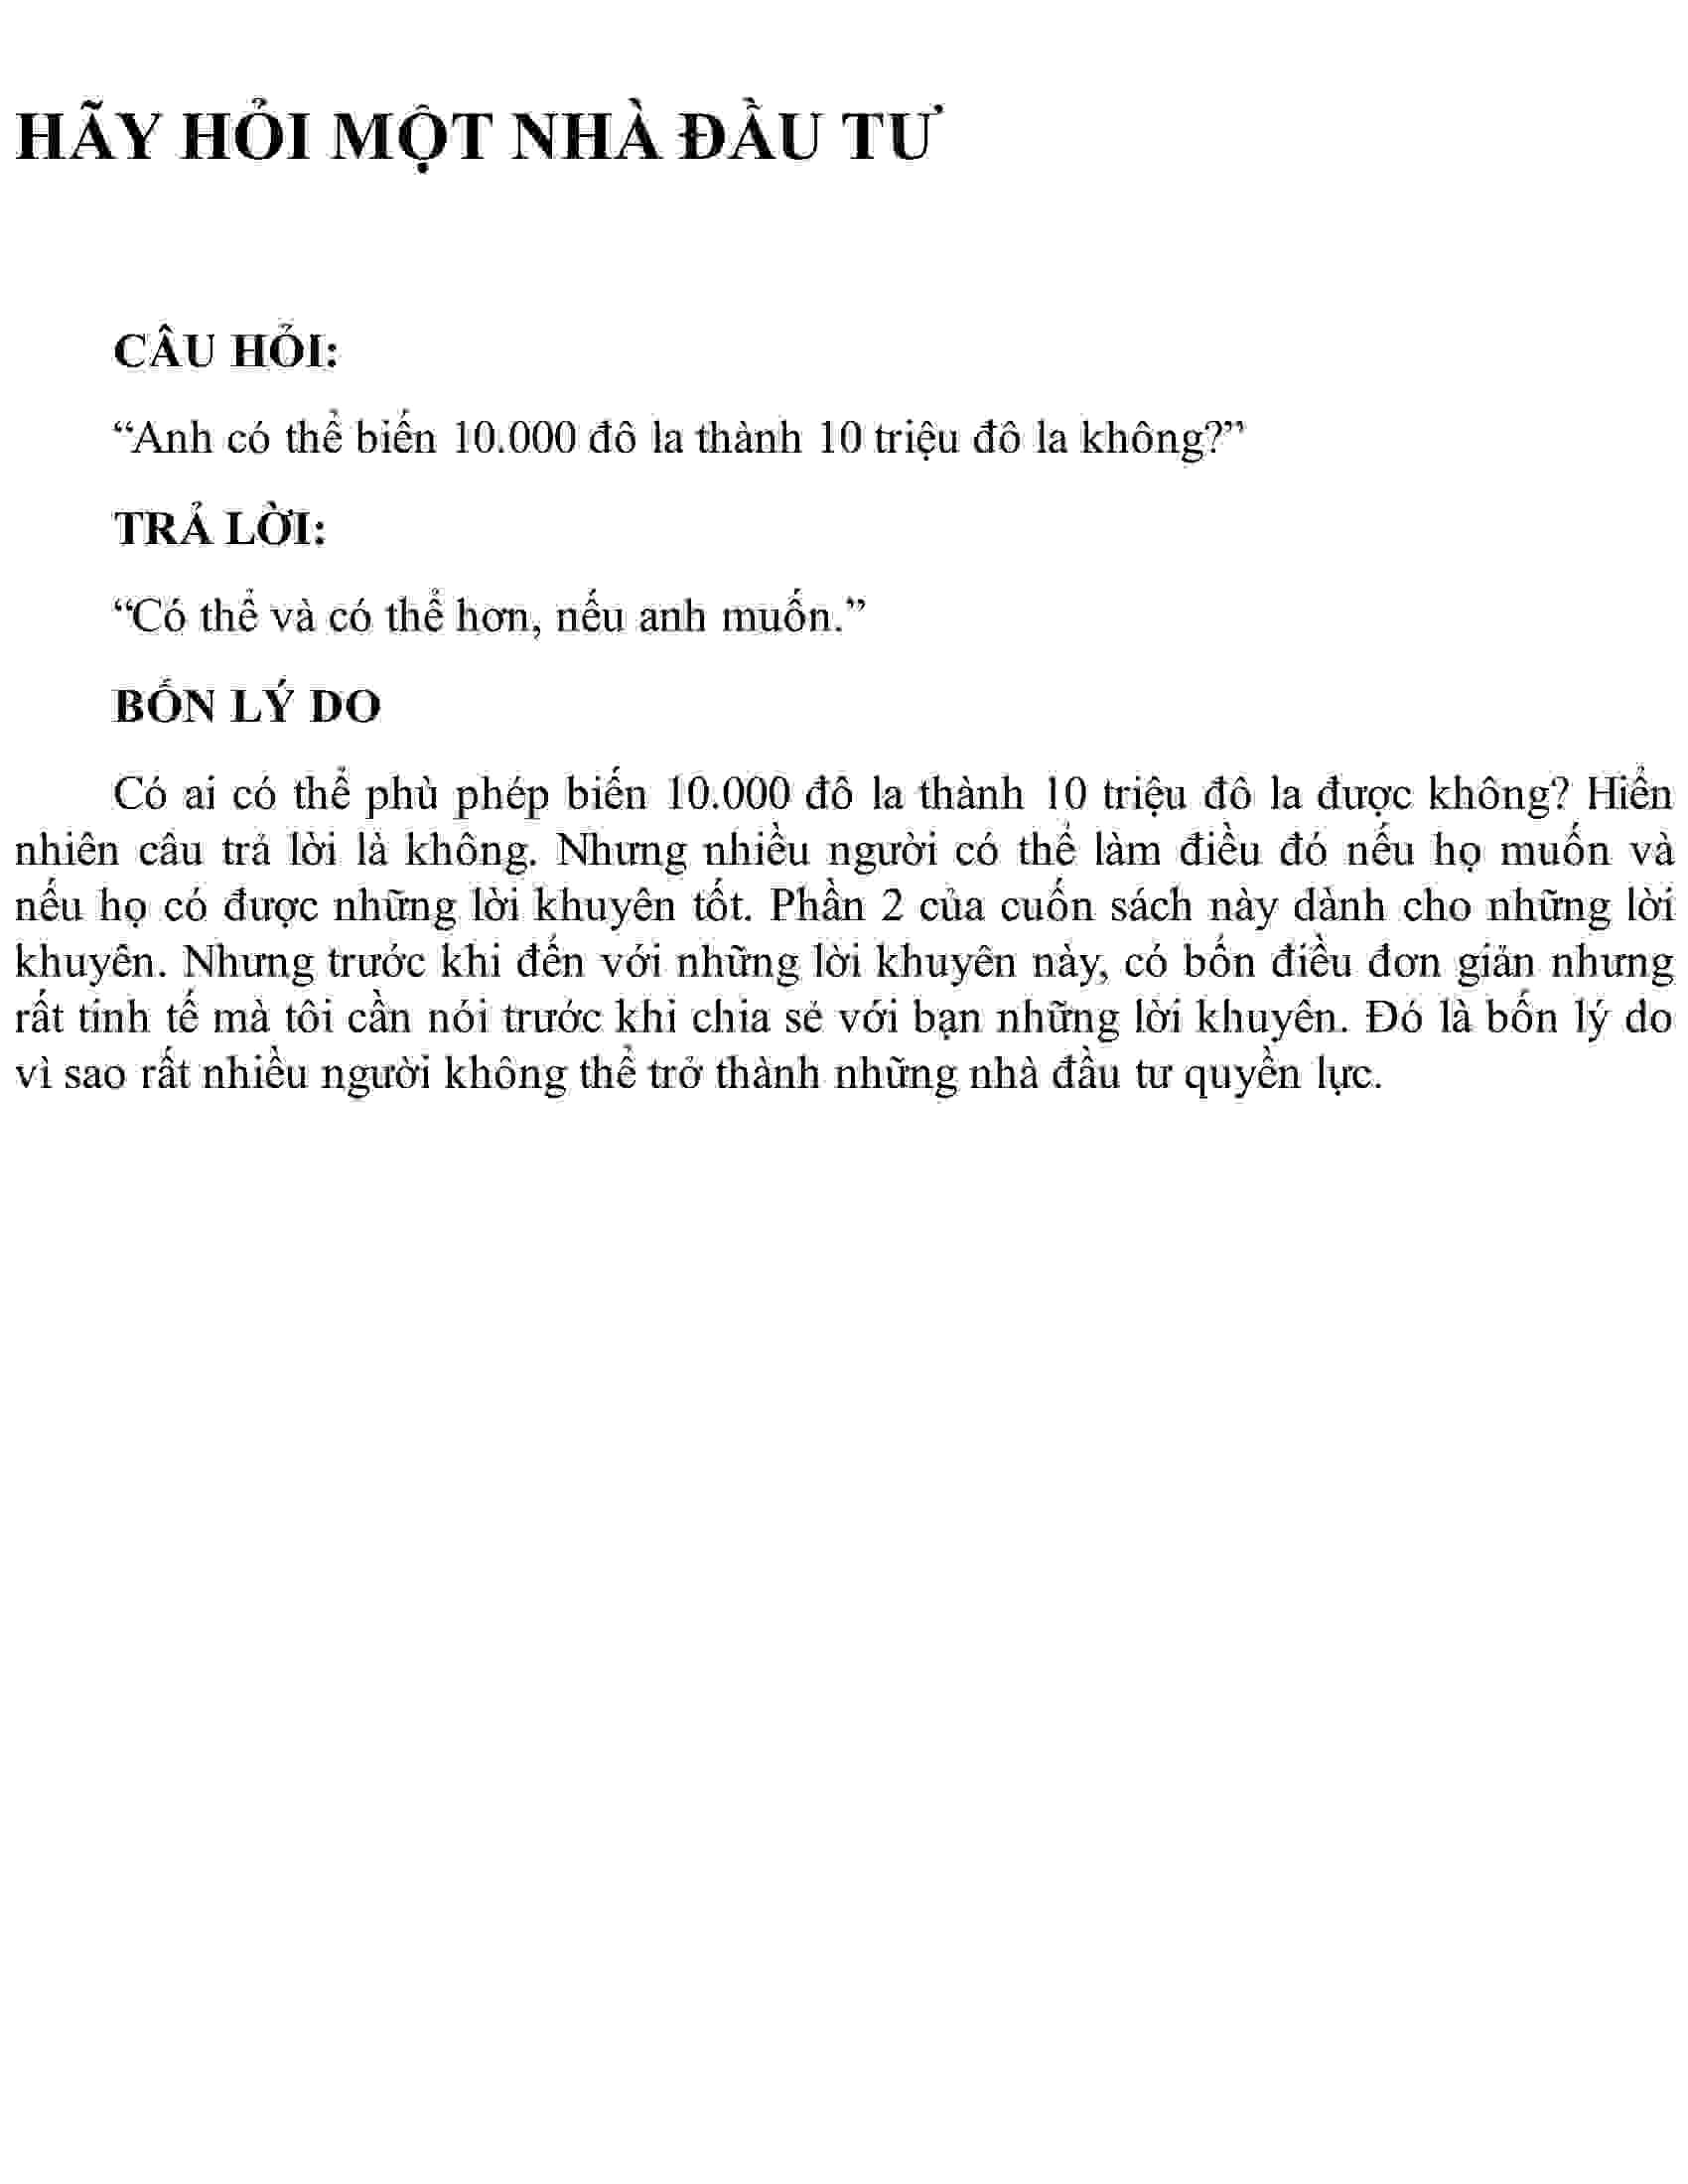 HÃY HỎI MỘT NHÀ ĐẦU TƯ
CÂU HỎI:
“Anh có thể biến 10.000 đô la thành 10 triệu đô la không?”
TRẢ LỜI:
“Có thể và có thể hơn, nếu anh muốn.”
BỐN LÝ DO
Có ai có thể phù phép biến 10.000 đô la thành 10 triệu đô la được không? Hiển
nhiên câu trả lời là không. Nhưng nhiều người có thể làm điều đó nếu họ muốn và
nếu họ có được những lời khuyên tốt. Phần 2 của cuốn sách này dành cho những lời
khuyên. Nhưng trước khi đến với những lời khuyên này, có bốn điều đơn giản nhưng
rất tinh tế mà tôi cần nói trước khi chia sẻ với bạn những lời khuyên. Đó là bốn lý do
vì sao rất nhiều người không thể trở thành những nhà đầu tư quyền lực.